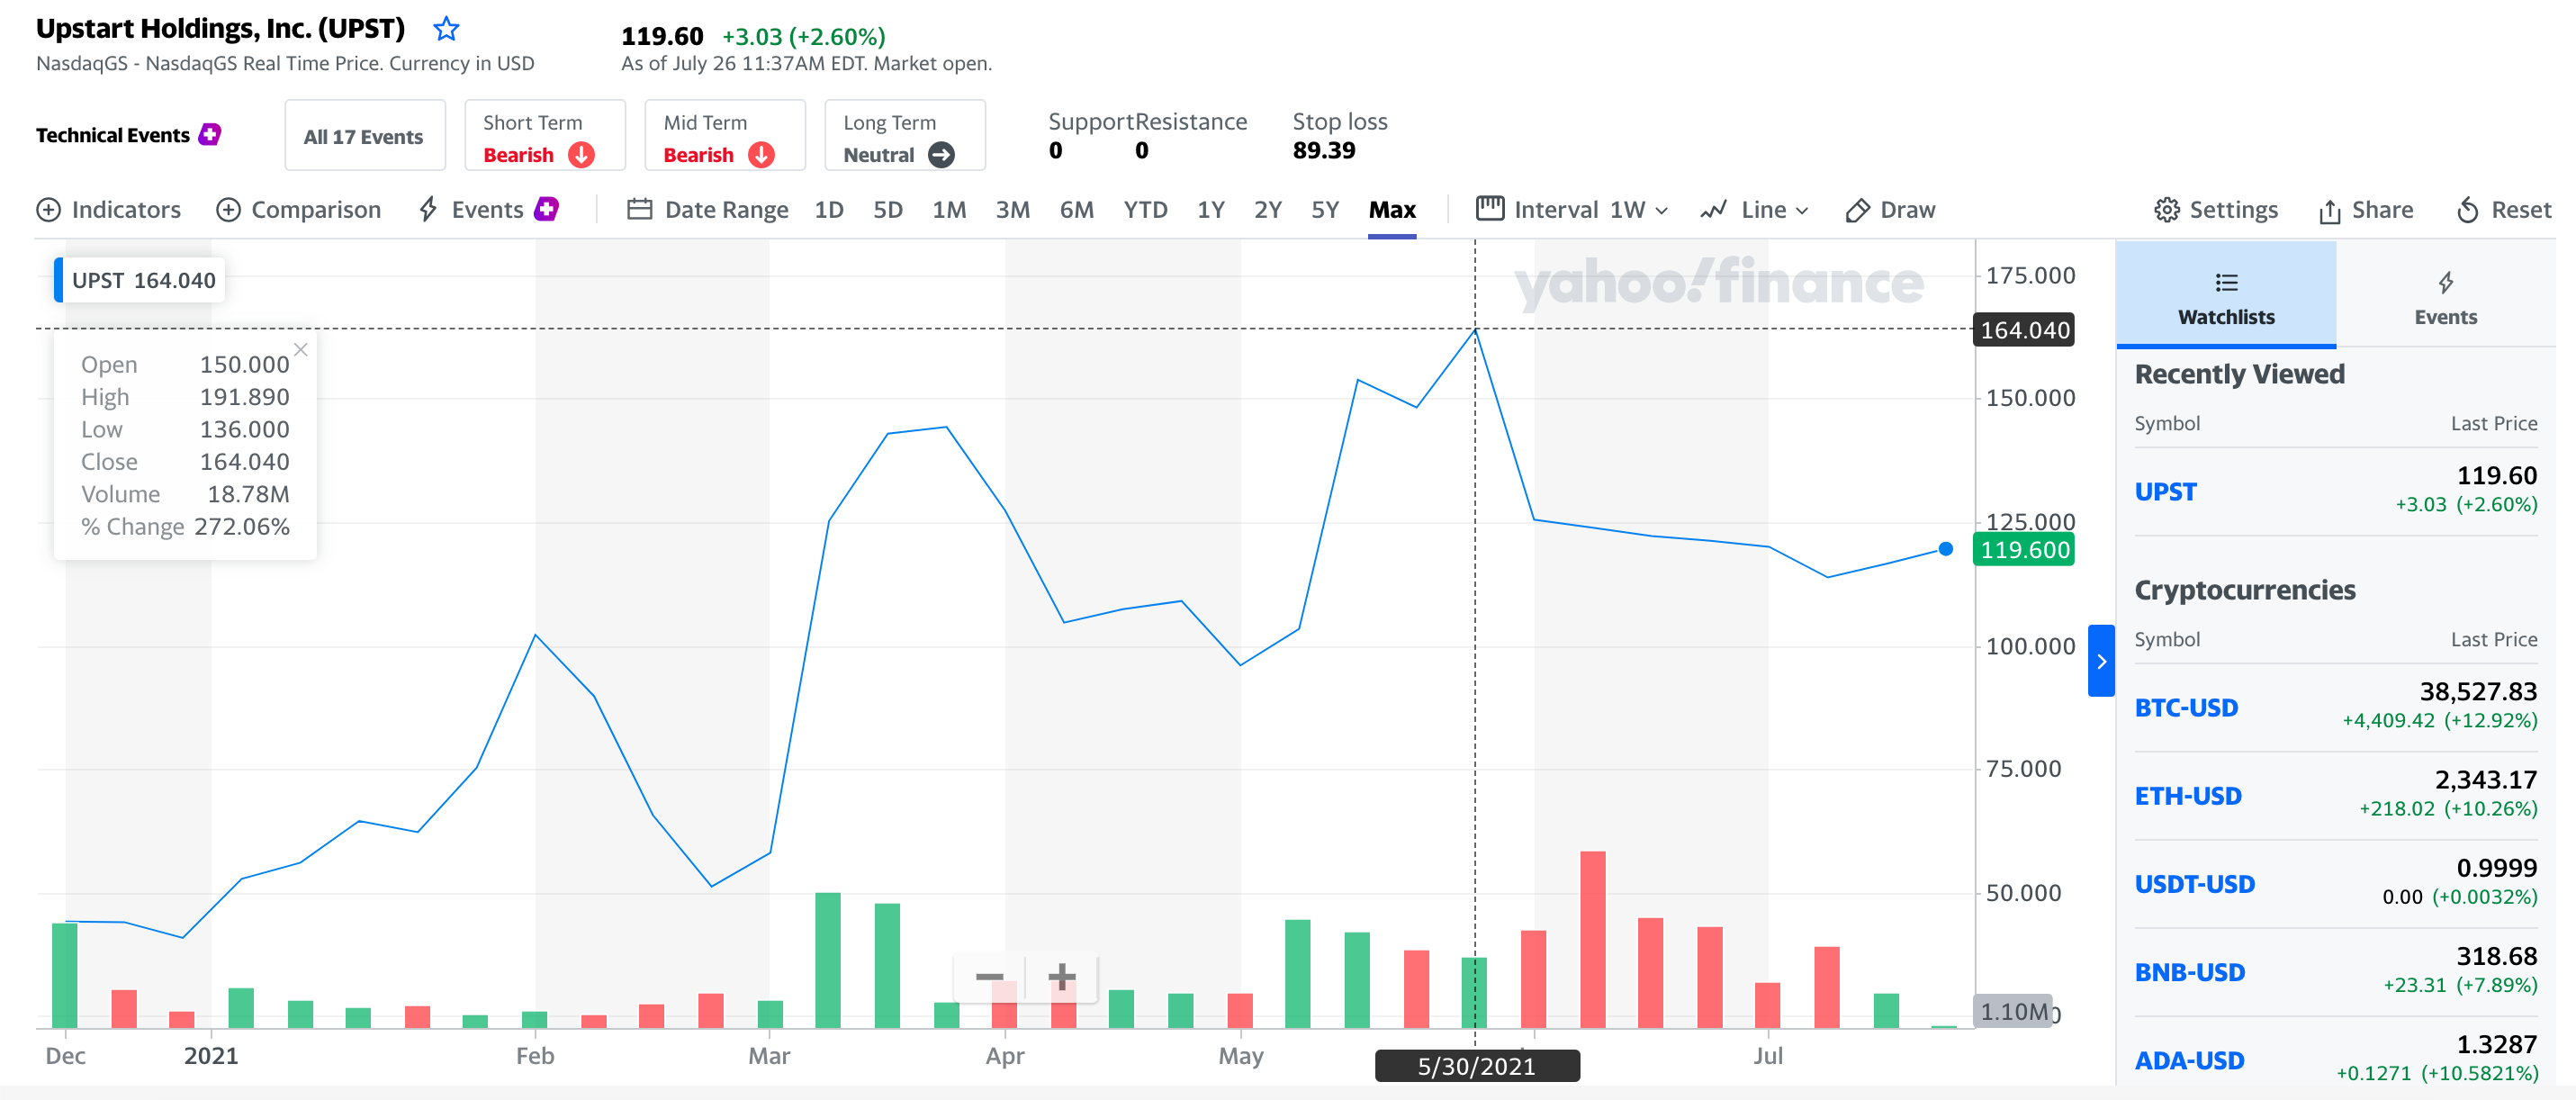 Upstart Holdings, Inc. (UPST)
119.60 +3.03 (+2.60%)
NasdaqGS - NasdaqGS Real Time Price. Currency in USD
As of July 26 11:37AM EDT. Market open.
Technical Events
All 17 Events
Short Term
Bearish
Mid Term
Bearish
Long Term
Neutral
Support Resistance Stop loss
0 0 89.39
Indicators Comparison Events Date Range 1D 5D 1M 3M 6M YTD 1Y 2Y 5Y Max Interval 1W Line Draw Settings Share Reset
UPST 164.040
Open 150.000
High 191.890
Low 136.000
Close 164.040
Volume 18.78M
% Change 272.06%
yahoo!finance
175.000
164.040
150.000
125.000
119.600
100.000
75.000
50.000
1.10M
Dec 2021 Feb Mar Apr May 5/30/2021 Jul
Watchlists
Events
Recently Viewed
Symbol Last Price
UPST 119.60
+3.03 (+2.60%)
Cryptocurrencies
Symbol Last Price
BTC-USD 38,527.83
+4,409.42 (+12.92%)
ETH-USD 2,343.17
+218.02 (+10.26%)
USDT-USD 0.9999
0.00 (+0.0032%)
BNB-USD 318.68
+23.31 (+7.89%)
ADA-USD 1.3287
+0.1271 (+10.5821%)